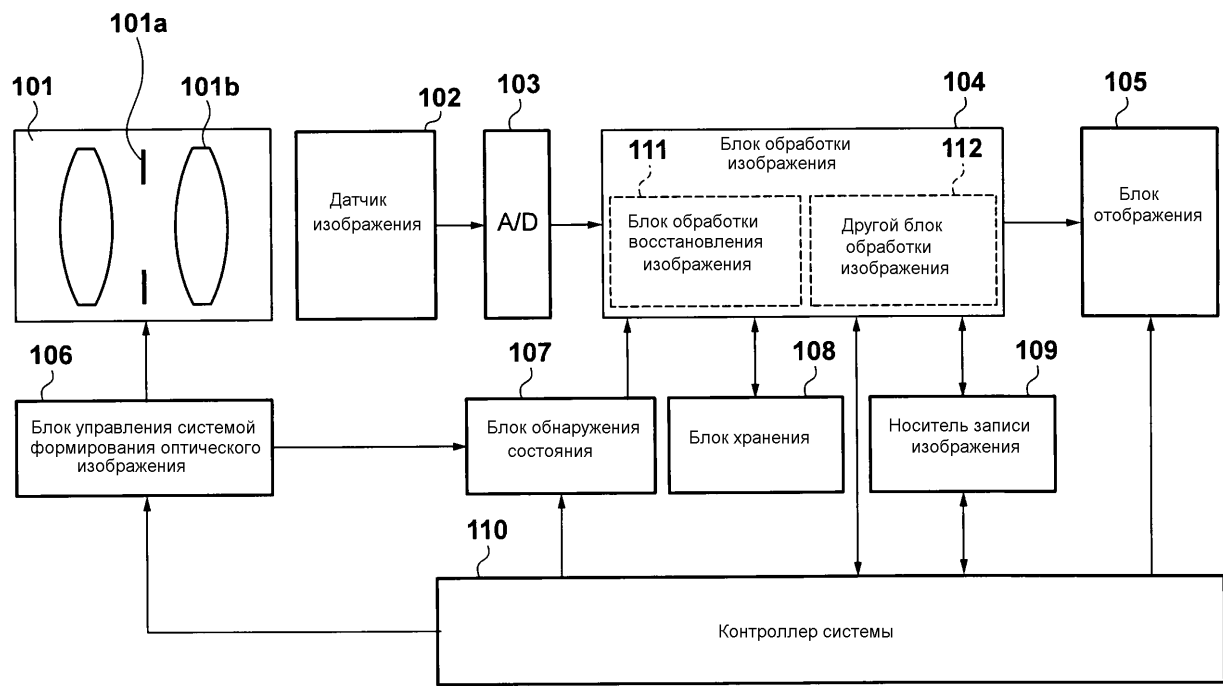 101a
101
101b
102
103
104
105
Блок обработки
изображения
111
112
Датчик
изображения
A/D
Блок обработки
восстановления
изображения
Другой блок
обработки
изображения
Блок
отображения
106
107
108
109
Блок управления системой
формирования оптического
изображения
Блок обнаружения
состояния
Блок хранения
Носитель записи
изображения
110
Контроллер системы